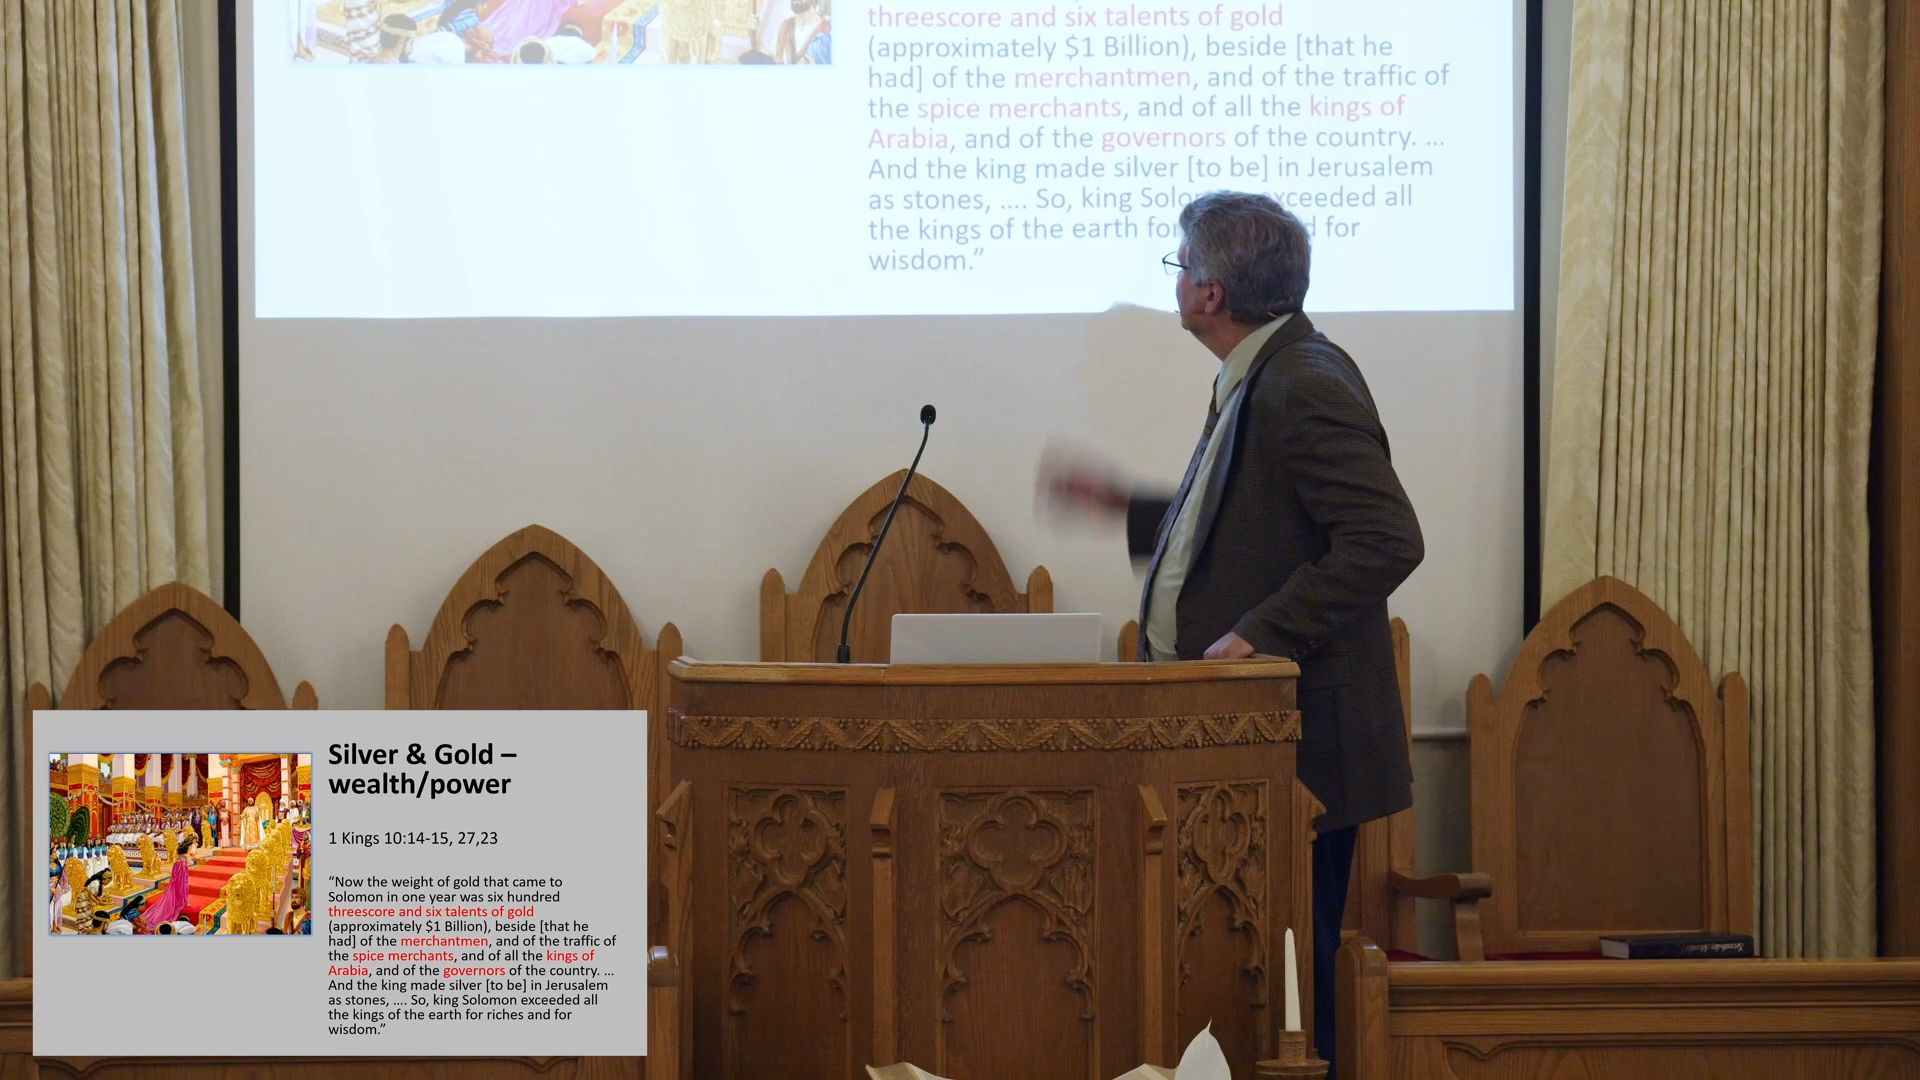 threescore and six talents of gold
(approximately $1 Billion), beside [that he
had] of the merchantmen, and of the traffic of
the spice merchants, and of all the kings of
Arabia, and of the governors of the country. ...
And the king made silver [to be] in Jerusalem
as stones, .... So, king Solo xceeded all
the kings of the earth for d for
wisdom.”
Silver & Gold –
wealth/power
1 Kings 10:14-15, 27,23
“Now the weight of gold that came to
Solomon in one year was six hundred
threescore and six talents of gold
(approximately $1 Billion), beside [that he
had] of the merchantmen, and of the traffic of
the spice merchants, and of all the kings of
Arabia, and of the governors of the country. ...
And the king made silver [to be] in Jerusalem
as stones, .... So, king Solomon exceeded all
the kings of the earth for riches and for
wisdom.”